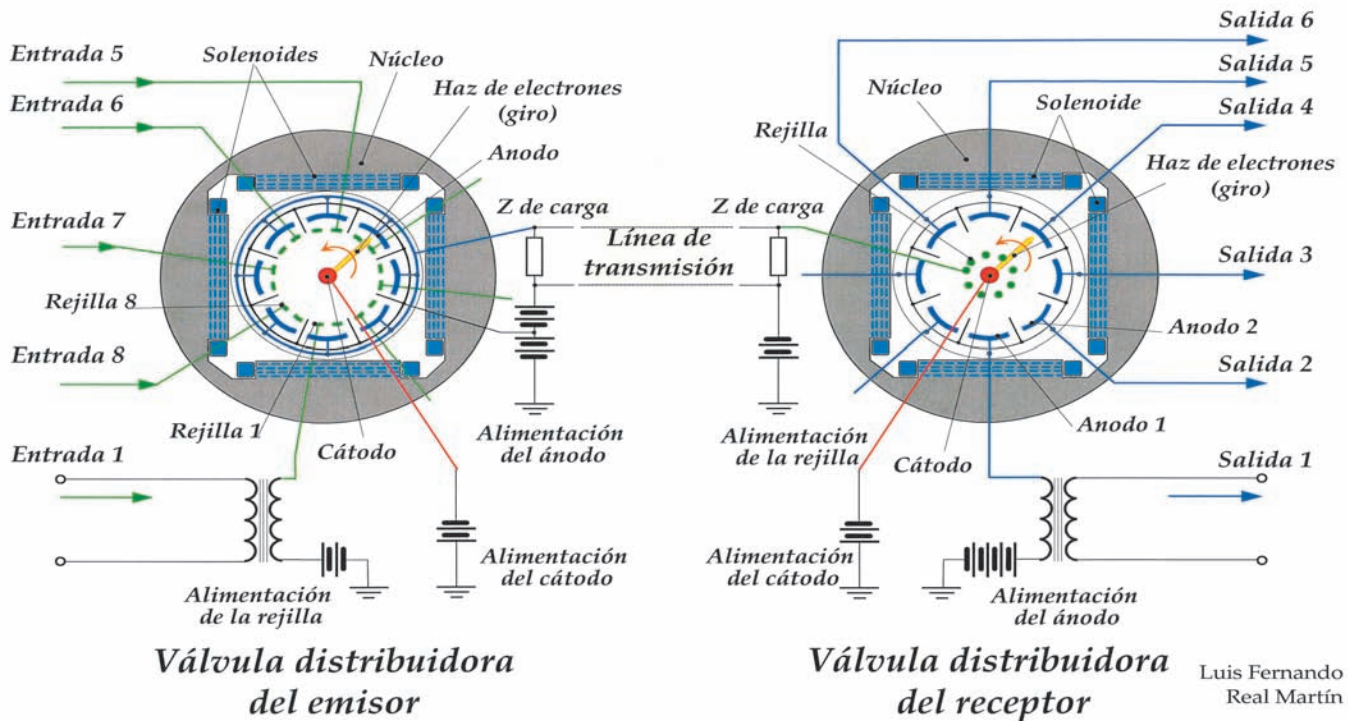 Entrada 5
Solenoides
Núcleo
Haz de electrones
(giro)
Anodo
Entrada 6
Entrada 7
Rejilla 8
Entrada 8
Rejilla 1
Cátodo
Entrada 1
Alimentación
de la rejilla
Alimentación
del cátodo
Z de carga
Alimentación
del ánodo
Línea de
transmisión
Z de carga
Alimentación
de la rejilla
Salida 6
Salida 5
Salida 4
Núcleo
Solenoide
Rejilla
Haz de electrones
(giro)
Salida 3
Anodo 2
Salida 2
Anodo 1
Cátodo
Salida 1
Alimentación
del cátodo
Alimentación
del ánodo
Válvula distribuidora
del emisor
Válvula distribuidora
del receptor
Luis Fernando
Real Martín